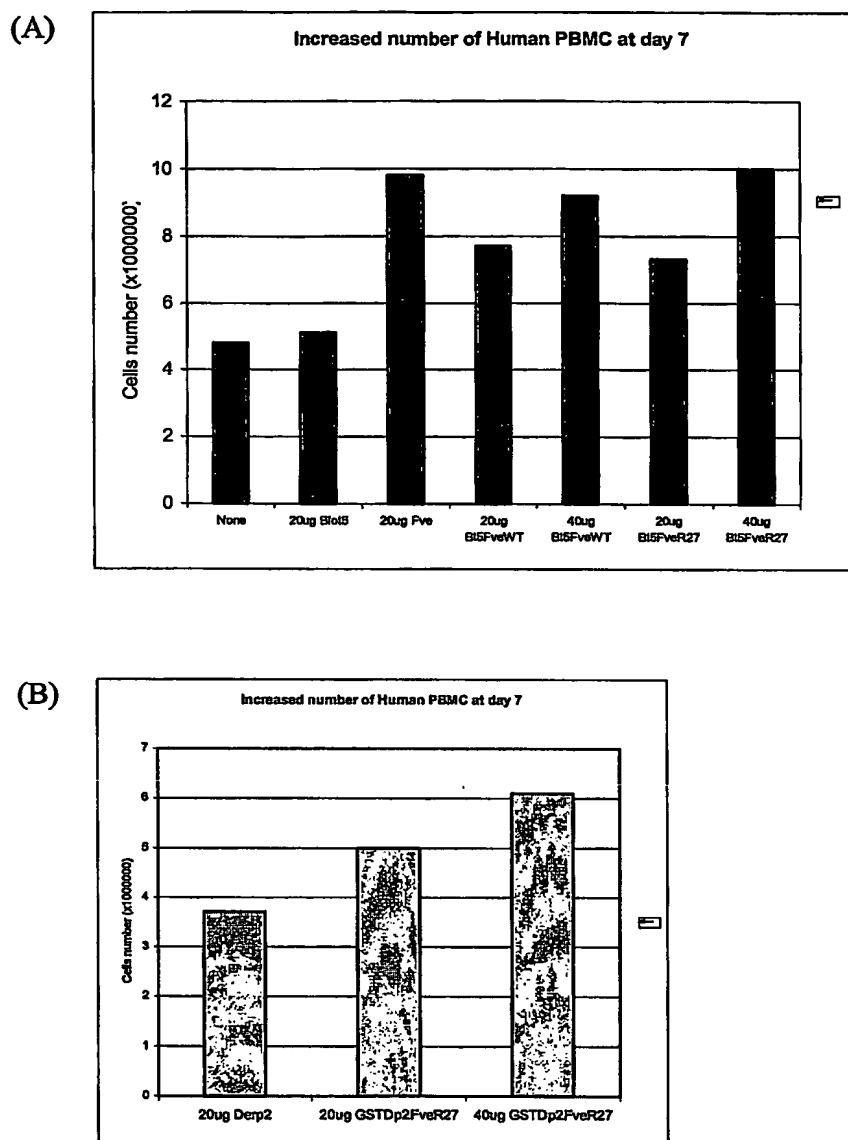 (A)
Increased number of Human PBMC at day 7
Cells number (x1000000)
12
10
8
6
4
2
0
None
20ug Blot5
20ug Fve
20ug
Bt5FveWT
40ug
Bt5FveWT
20ug
Bt5FveR27
40ug
Bt5FveR27
(B)
Increased number of Human PBMC at day 7
Cells number (x1000000)
7
6
5
4
3
2
1
0
20ug Derp2
20ug GSTDp2FveR27
40ug GSTDp2FveR27